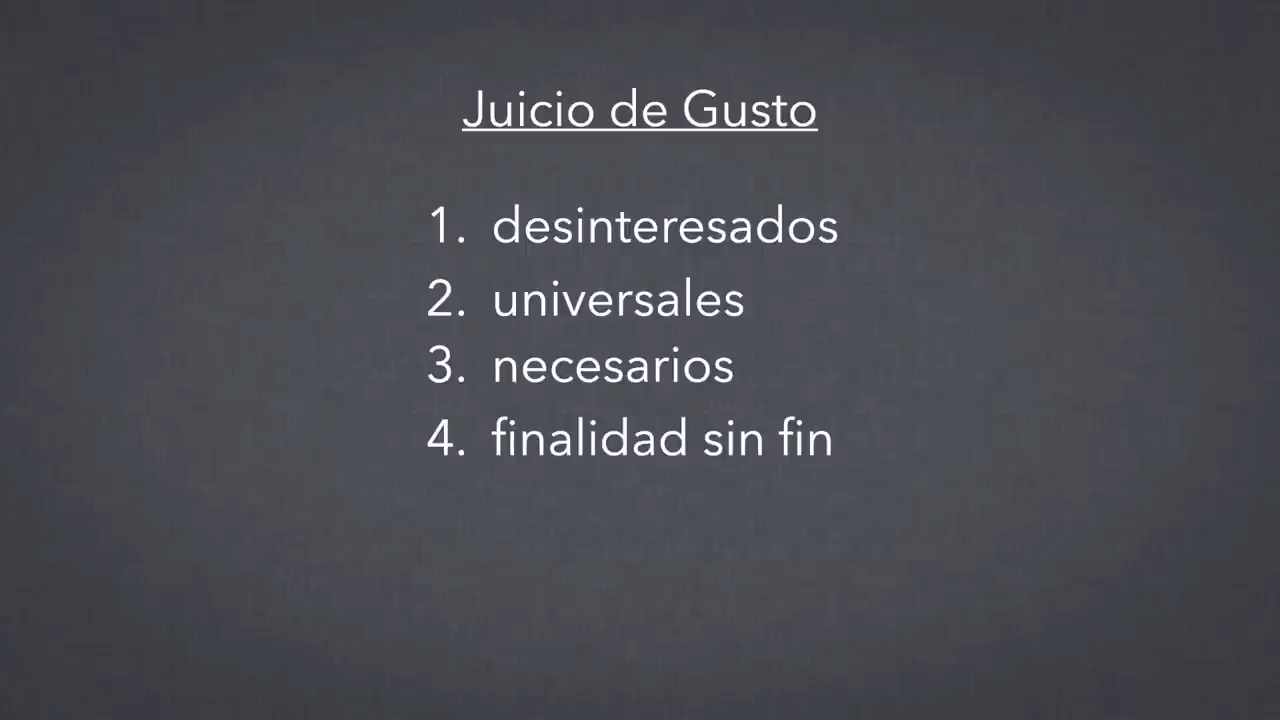 Juicio de Gusto
1. desinteresados
2. universales
3. necesarios
4. finalidad sin fin